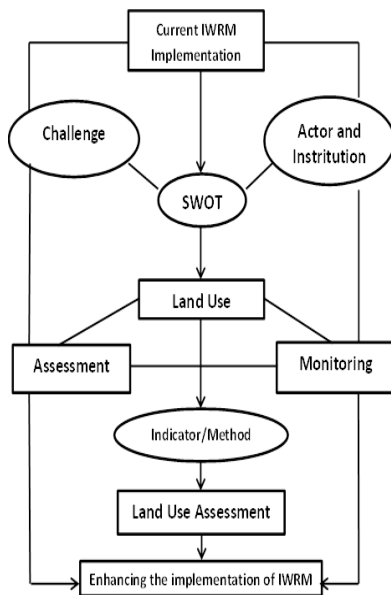 Current IWRM
Implementation
Challenge
Actor and
Instritution
SWOT
Land Use
Assessment
Monitoring
Indicator/Method
Land Use Assessment
Enhancing the implementation of IWRM